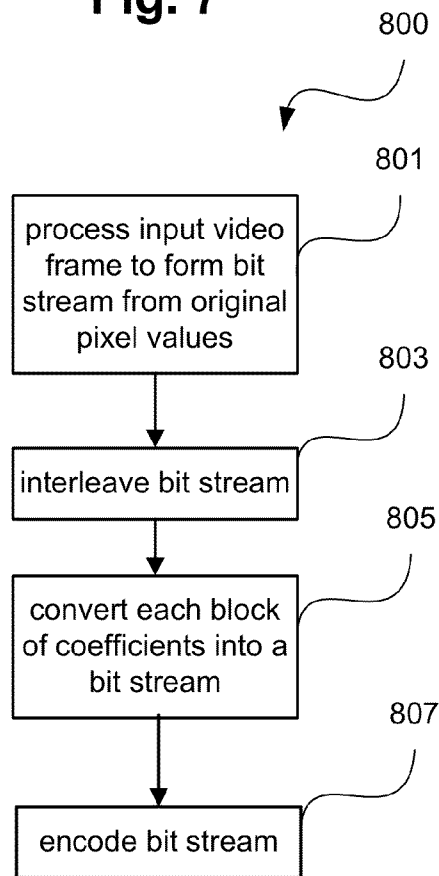 Fig. 7
800
801
process input video
frame to form bit
stream from original
pixel values
803
interleave bit stream
805
convert each block
of coefficients into a
bit stream
807
encode bit stream